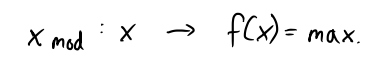 x mod : x → f(x) = max.